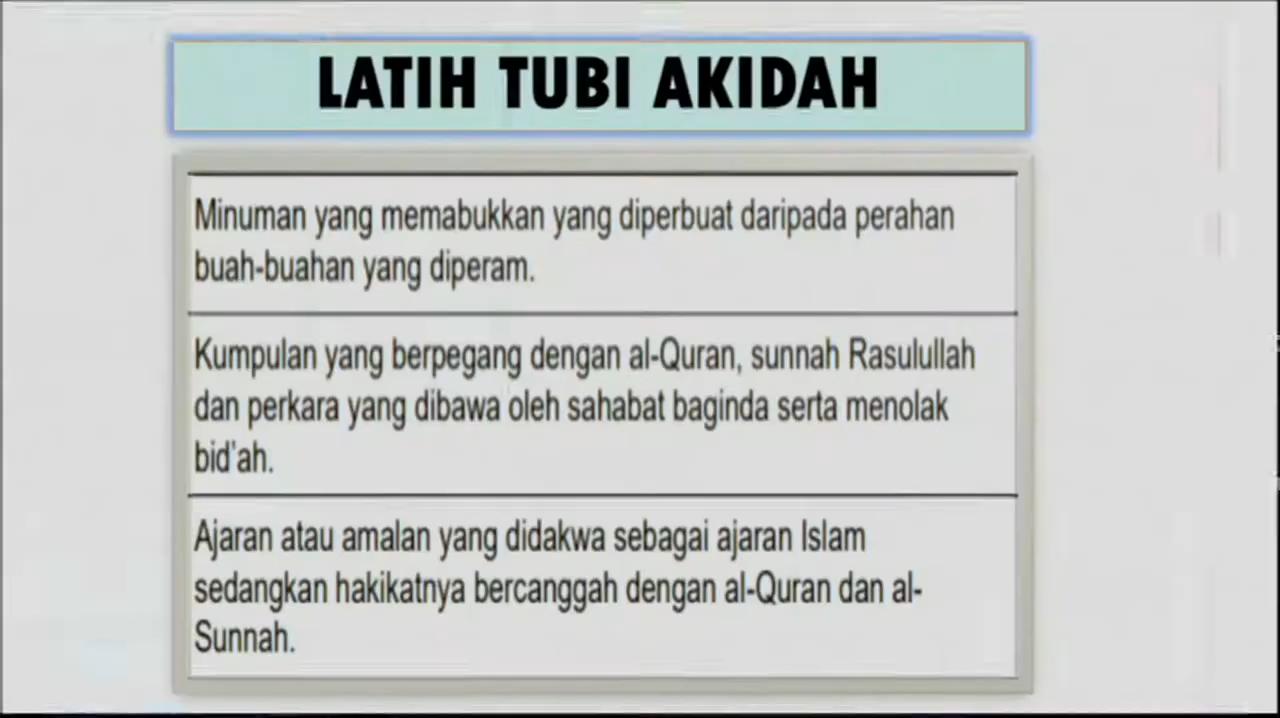 LATIH TUBI AKIDAH
Minuman yang memabukkan yang diperbuat daripada perahan
buah-buahan yang diperam.
Kumpulan yang berpegang dengan al-Quran, sunnah Rasulullah
dan perkara yang dibawa oleh sahabat baginda serta menolak
bid'ah.
Ajaran atau amalan yang didakwa sebagai ajaran Islam
sedangkan hakikatnya bercanggah dengan al-Quran dan al-
Sunnah.